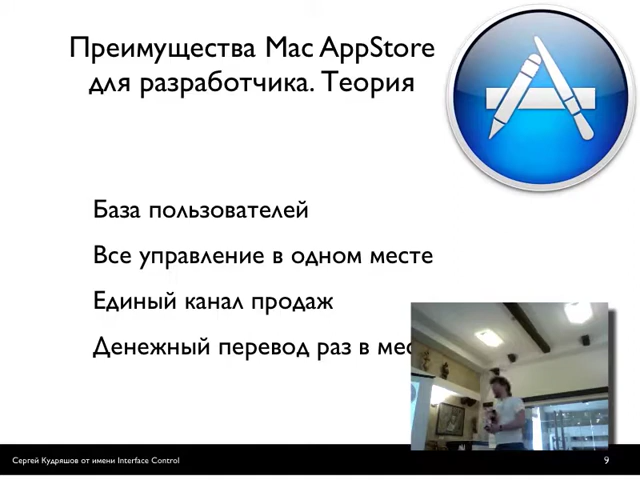 Преимущества Mac AppStore
для разработчика. Теория
База пользователей
Все управление в одном месте
Единый канал продаж
Денежный перевод раз в мес
Сергей Кудряшов от имени Interface Control
9